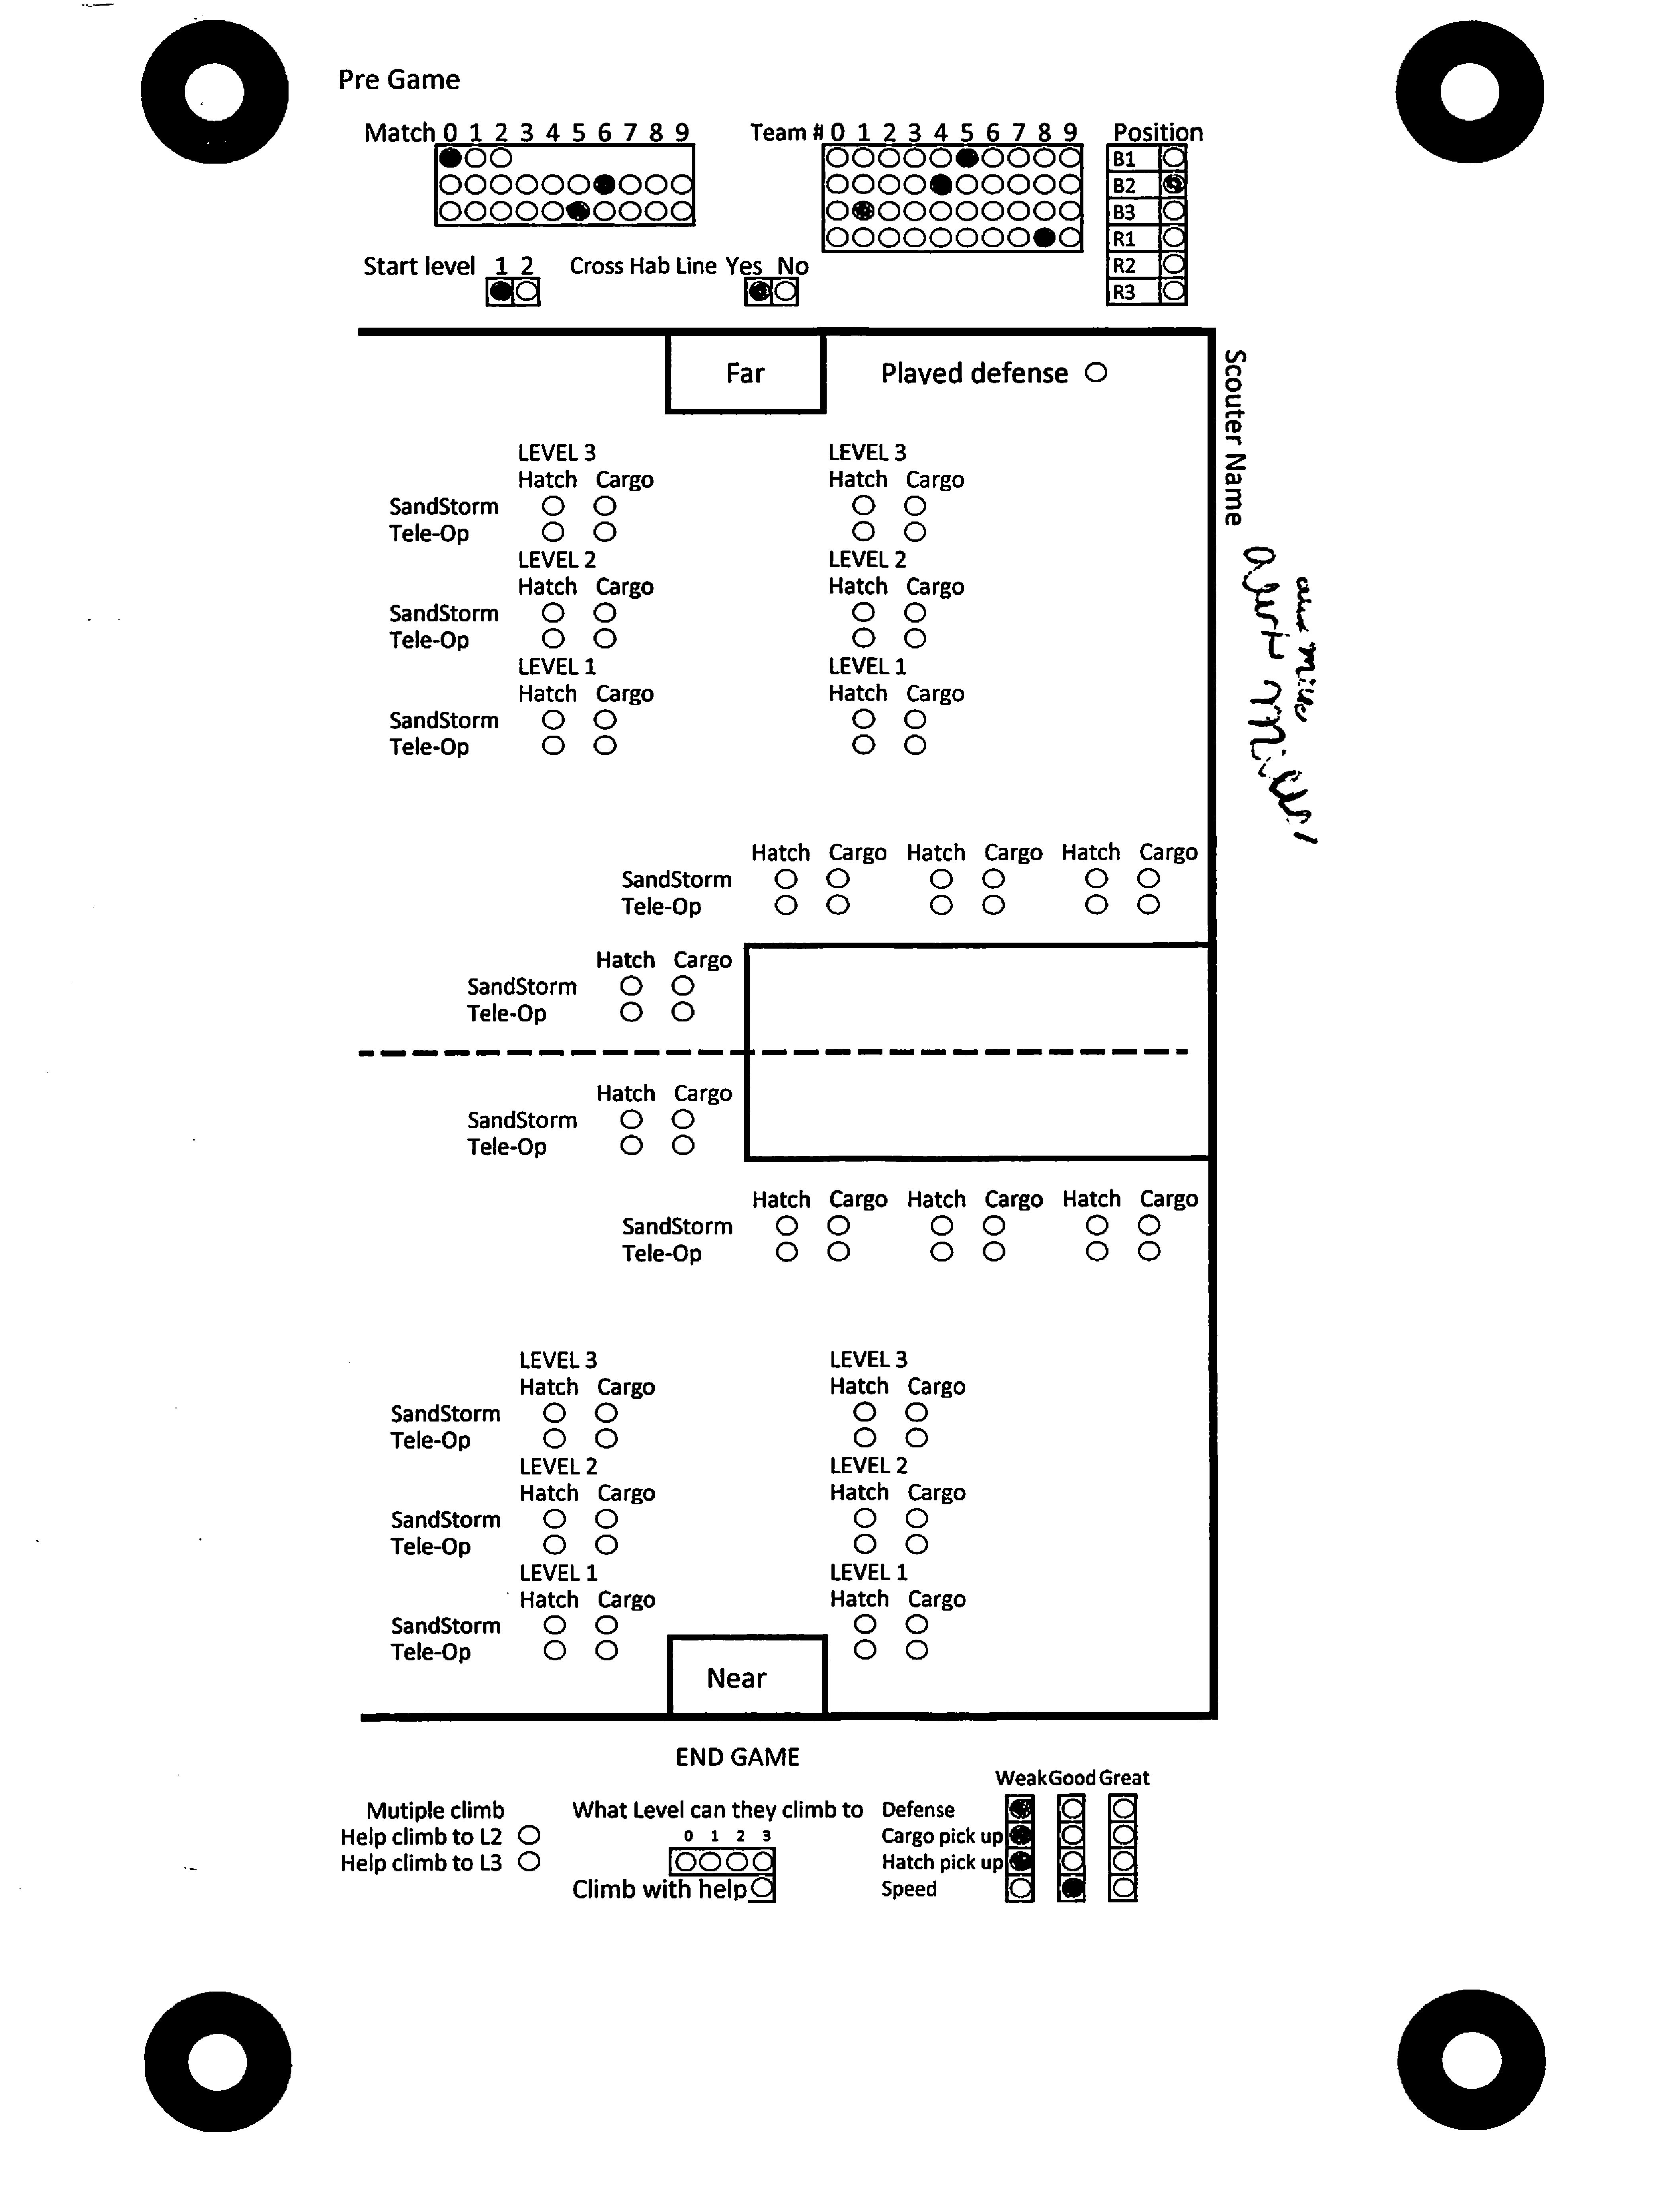 Pre Game
Match 0 1 2 3 4 5 6 7 8 9
Team # 0 1 2 3 4 5 6 7 8 9
Position
B1
B2
B3
R1
R2
R3
Start level 1 2
Cross Hab Line Yes No
Far
Played defense
Scouter Name
LEVEL 3 LEVEL 3
Hatch Cargo Hatch Cargo
SandStorm
Tele-Op
LEVEL 2 LEVEL 2
Hatch Cargo Hatch Cargo
SandStorm
Tele-Op
LEVEL 1 LEVEL 1
Hatch Cargo Hatch Cargo
SandStorm
Tele-Op
Hatch Cargo Hatch Cargo Hatch Cargo
SandStorm
Tele-Op
Hatch Cargo
SandStorm
Tele-Op
Hatch Cargo
SandStorm
Tele-Op
Hatch Cargo Hatch Cargo Hatch Cargo
SandStorm
Tele-Op
LEVEL 3 LEVEL 3
Hatch Cargo Hatch Cargo
SandStorm
Tele-Op
LEVEL 2 LEVEL 2
Hatch Cargo Hatch Cargo
SandStorm
Tele-Op
LEVEL 1 LEVEL 1
Hatch Cargo Hatch Cargo
SandStorm
Tele-Op
Near
END GAME
Mutiple climb
Help climb to L2
Help climb to L3
What Level can they climb to
0 1 2 3
Climb with help
Weak Good Great
Defense
Cargo pick up
Hatch pick up
Speed